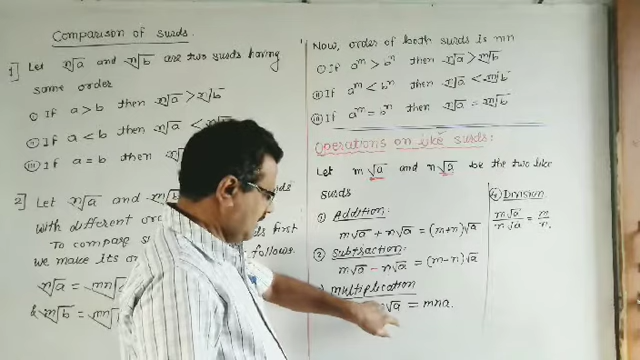 Comparison of surds.
1] Let ⁿ√a and ⁿ√b are two surds having
same order
(i) If a > b then ⁿ√a > ⁿ√b
(ii) If a < b then ⁿ√a <
(iii) If a = b then
2] Let ⁿ√a and ᵐ√b surds
with different first
To compare
we make its follows.
ⁿ√a = ᵐⁿ√
& ᵐ√b = ᵐⁿ√
Now, order of both surds is mn
(i) If aᵐ > bⁿ then ⁿ√a > ᵐ√b
(ii) If aᵐ < bⁿ then ⁿ√a < ᵐ√b
(iii) If aᵐ = bⁿ then ⁿ√a = ᵐ√b
Operations on like surds:
Let m√a and n√a be the two like
surds
① Addition:
m√a + n√a = (m+n)√a
② Subtraction:
m√a - n√a = (m-n)√a
Multiplication
√a = mna.
④ Division.
m√a / n√a = m/n.